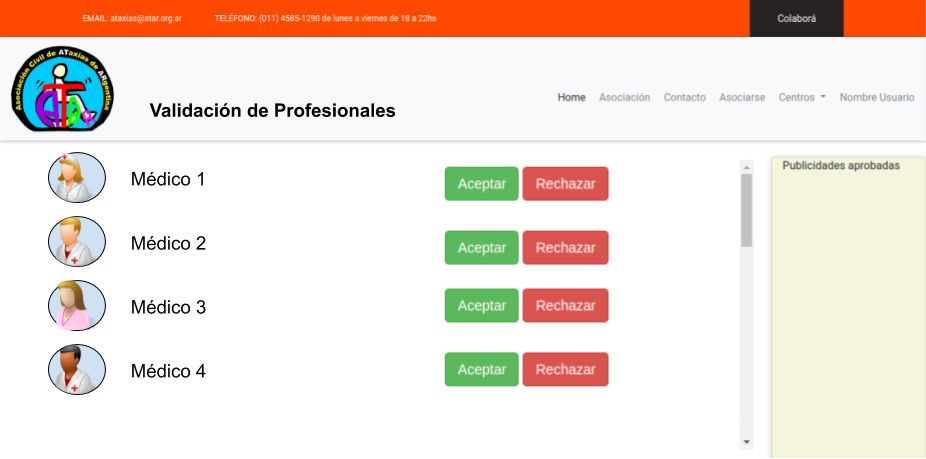 EMAIL: ataxias@atar.org.ar TELÉFONO: (011) 4585-1290 de lunes a viernes de 18 a 22hs Colaborá
Asociación Civil de ATaxias de ARgentina
ATAR
Validación de Profesionales
Home Asociación Contacto Asociarse Centros Nombre Usuario
Médico 1 Aceptar Rechazar
Médico 2 Aceptar Rechazar
Médico 3 Aceptar Rechazar
Médico 4 Aceptar Rechazar
Publicidades aprobadas